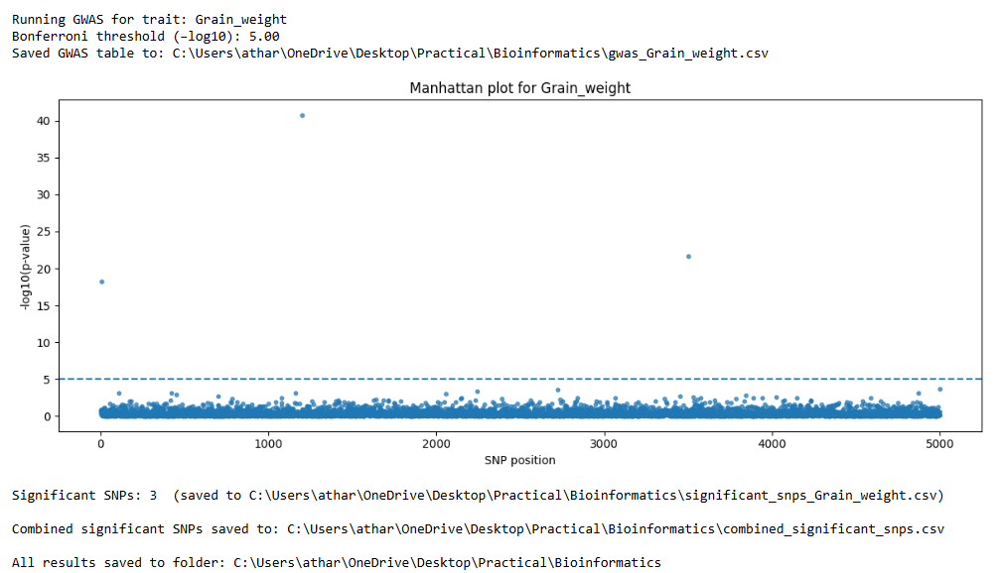 Running GWAS for trait: Grain_weight
Bonferroni threshold (-log10): 5.00
Saved GWAS table to: C:\Users\athar\OneDrive\Desktop\Practical\Bioinformatics\gwas_Grain_weight.csv
Manhattan plot for Grain_weight
-log10(p-value)
40
35
30
25
20
15
10
5
0
0 1000 2000 3000 4000 5000
SNP position
Significant SNPs: 3  (saved to C:\Users\athar\OneDrive\Desktop\Practical\Bioinformatics\significant_snps_Grain_weight.csv)
Combined significant SNPs saved to: C:\Users\athar\OneDrive\Desktop\Practical\Bioinformatics\combined_significant_snps.csv
All results saved to folder: C:\Users\athar\OneDrive\Desktop\Practical\Bioinformatics